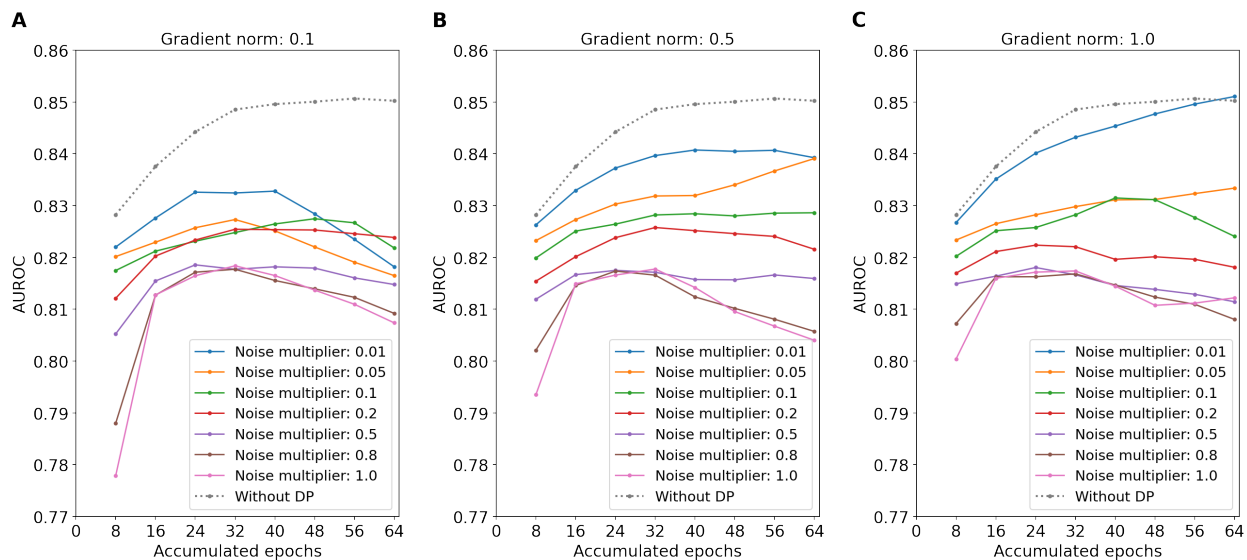 A
Gradient norm: 0.1
AUROC
0.86
0.85
0.84
0.83
0.82
0.81
0.80
0.79
0.78
0.77
Noise multiplier: 0.01
Noise multiplier: 0.05
Noise multiplier: 0.1
Noise multiplier: 0.2
Noise multiplier: 0.5
Noise multiplier: 0.8
Noise multiplier: 1.0
Without DP
0 8 16 24 32 40 48 56 64
Accumulated epochs
B
Gradient norm: 0.5
AUROC
0.86
0.85
0.84
0.83
0.82
0.81
0.80
0.79
0.78
0.77
Noise multiplier: 0.01
Noise multiplier: 0.05
Noise multiplier: 0.1
Noise multiplier: 0.2
Noise multiplier: 0.5
Noise multiplier: 0.8
Noise multiplier: 1.0
Without DP
0 8 16 24 32 40 48 56 64
Accumulated epochs
C
Gradient norm: 1.0
AUROC
0.86
0.85
0.84
0.83
0.82
0.81
0.80
0.79
0.78
0.77
Noise multiplier: 0.01
Noise multiplier: 0.05
Noise multiplier: 0.1
Noise multiplier: 0.2
Noise multiplier: 0.5
Noise multiplier: 0.8
Noise multiplier: 1.0
Without DP
0 8 16 24 32 40 48 56 64
Accumulated epochs